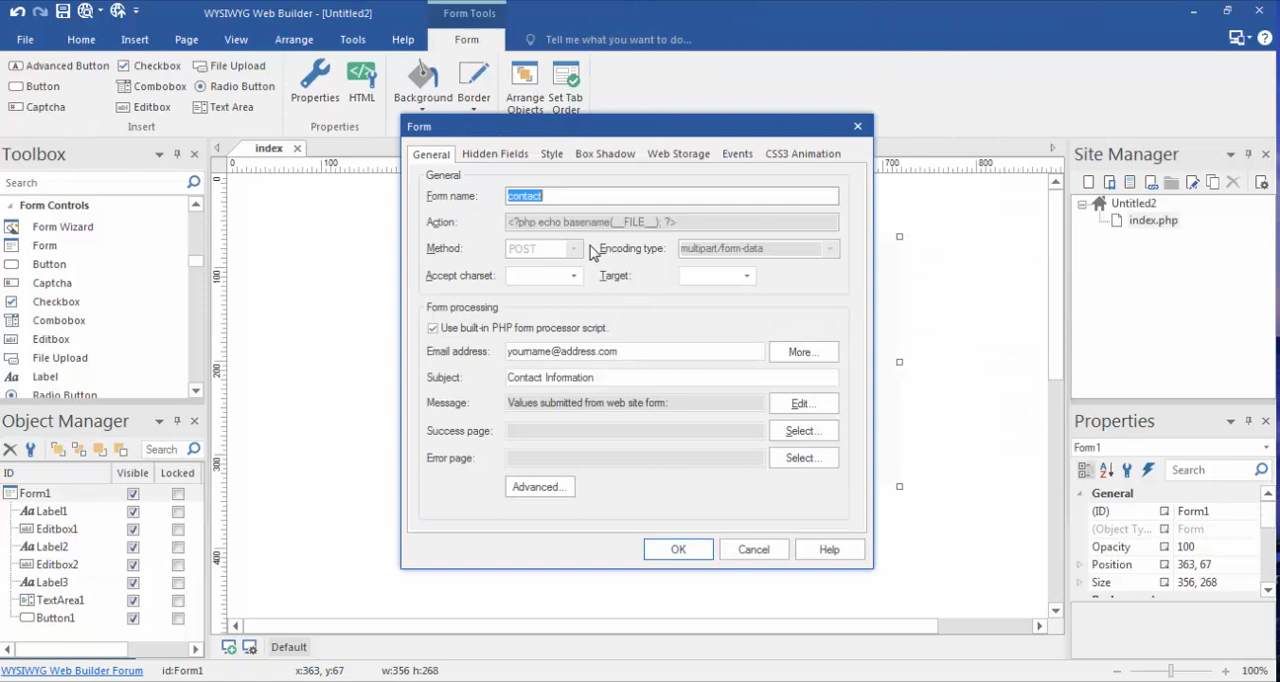 WYSIWYG Web Builder - [Untitled2]
Form Tools
File Home Insert Page View Arrange Tools Help Form Tell me what you want to do...
Advanced Button Checkbox File Upload
Button Combobox Radio Button
Captcha Editbox Text Area
Insert
Properties HTML
Properties
Background Border
Arrange Objects
Set Tab Order
Toolbox
Search
Form Controls
Form Wizard
Form
Button
Captcha
Checkbox
Combobox
Editbox
File Upload
Label
Radio Button
Object Manager
Search
ID Visible Locked
Form1
Label1
Editbox1
Label2
Editbox2
Label3
TextArea1
Button1
index
0 100 700 800
0
100
200
300
400
Form
General Hidden Fields Style Box Shadow Web Storage Events CSS3 Animation
General
Form name: contact
Action: <?php echo basename(__FILE__); ?>
Method: POST Encoding type: multipart/form-data
Accept charset: Target:
Form processing
Use built-in PHP form processor script.
Email address: yourname@address.com More...
Subject: Contact Information
Message: Values submitted from web site form: Edit...
Success page: Select...
Error page: Select...
Advanced...
OK Cancel Help
Site Manager
Untitled2
index.php
Properties
Form1
Search
General
(ID) Form1
(Object Ty... Form
Opacity 100
Position 363, 67
Size 356, 268
Default
WYSIWYG Web Builder Forum id:Form1 x:363, y:67 w:356 h:268 100%